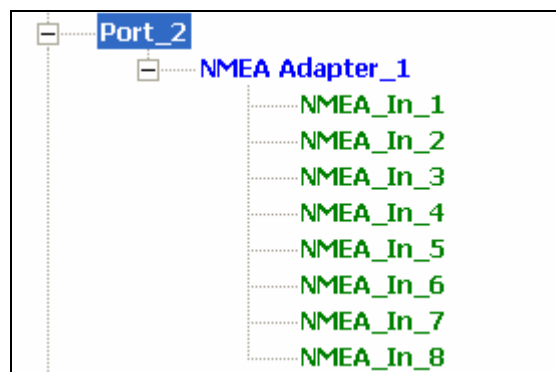 Port_2
NMEA Adapter_1
NMEA_In_1
NMEA_In_2
NMEA_In_3
NMEA_In_4
NMEA_In_5
NMEA_In_6
NMEA_In_7
NMEA_In_8